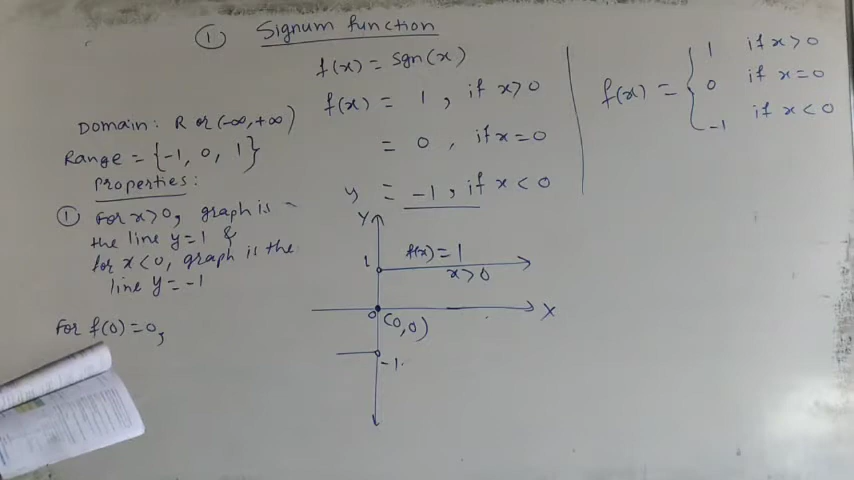 ① Signum function
f(x) = sgn(x)
f(x) = 1 , if x>0
= 0 , if x=0
y = -1 , if x < 0
f(x) = { 1 if x>0
0 if x=0
-1 if x<0
Domain: R or (-∞, +∞)
Range = {-1, 0, 1}
Properties:
① For x>0, graph is
the line y=1 &
for x<0, graph is the
line y=-1
For f(0)=0,
Y
1
f(x)=1
x>0
0
(0,0)
X
-1